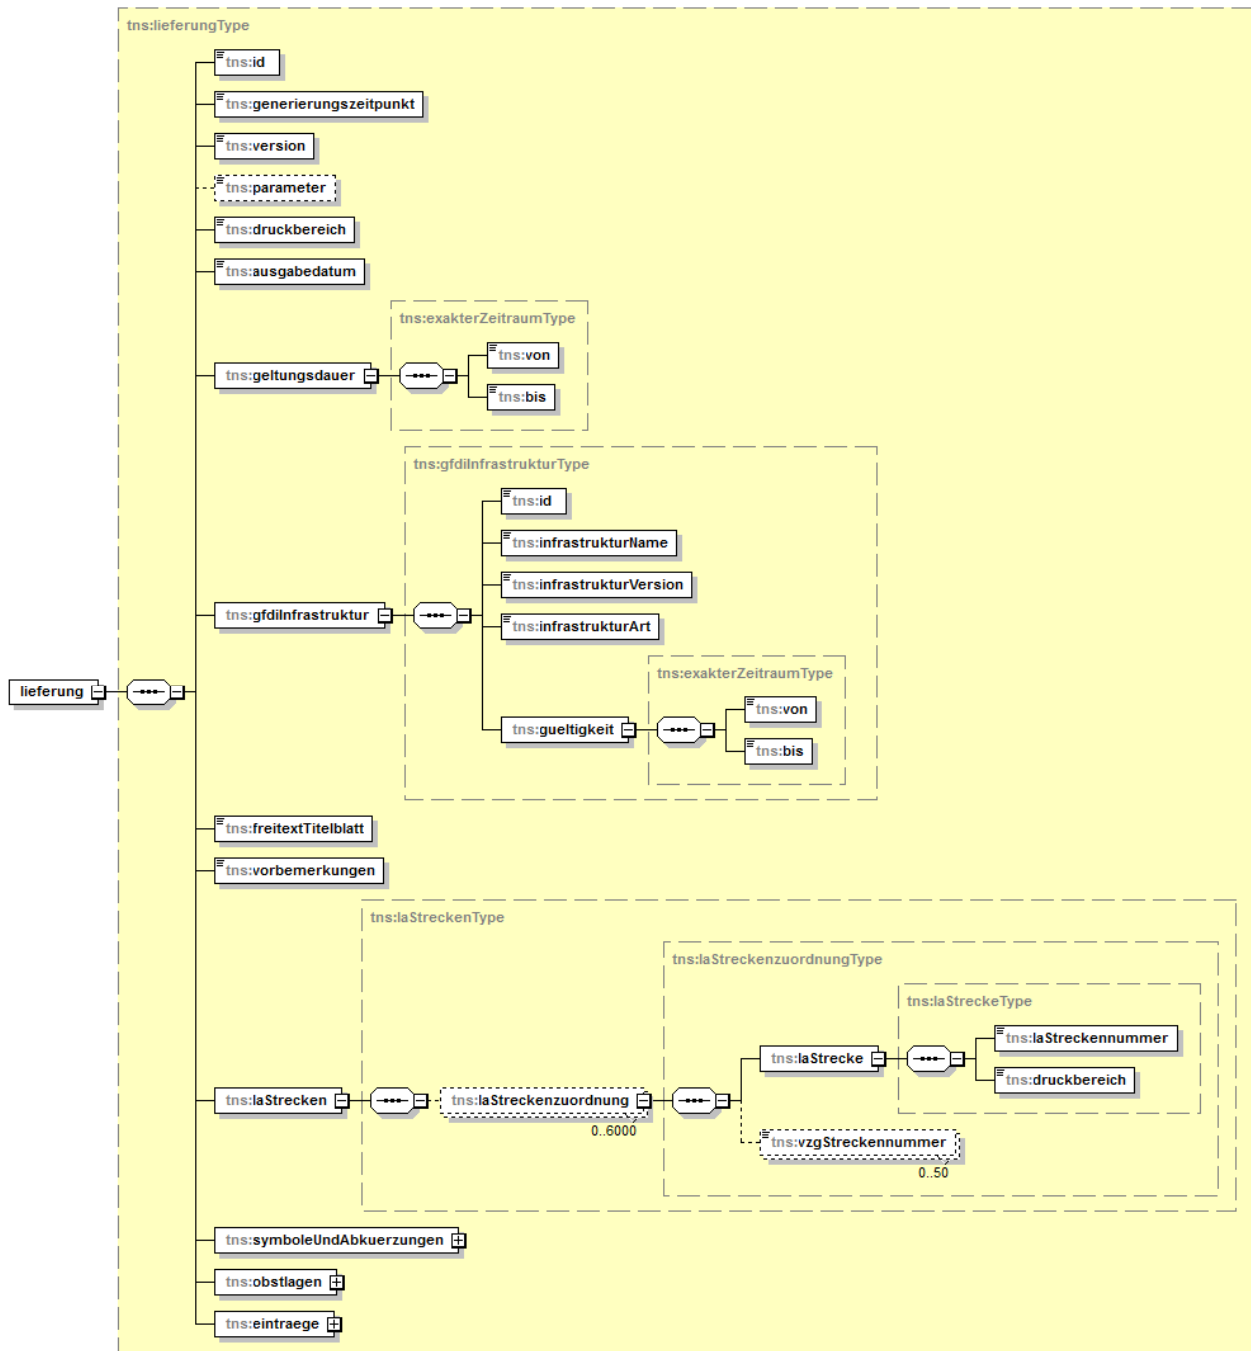 tns:lieferungType
tns:id
tns:generierungszeitpunkt
tns:version
tns:parameter
tns:druckbereich
tns:ausgabedatum
tns:exakterZeitraumType
tns:von
tns:geltungsdauer
tns:bis
tns:gfdiInfrastrukturType
tns:id
tns:infrastrukturName
tns:infrastrukturVersion
tns:gfdiInfrastruktur
tns:infrastrukturArt
tns:exakterZeitraumType
lieferung
tns:von
tns:gueltigkeit
tns:bis
tns:freitextTitelblatt
tns:vorbemerkungen
tns:laStreckenType
tns:laStreckenzuordnungType
tns:laStreckeType
tns:laStreckennummer
tns:laStrecke
tns:druckbereich
tns:laStrecken
tns:laStreckenzuordnung
0..6000
tns:vzgStreckennummer
0..50
tns:symboleUndAbkuerzungen
tns:obstlagen
tns:eintraege